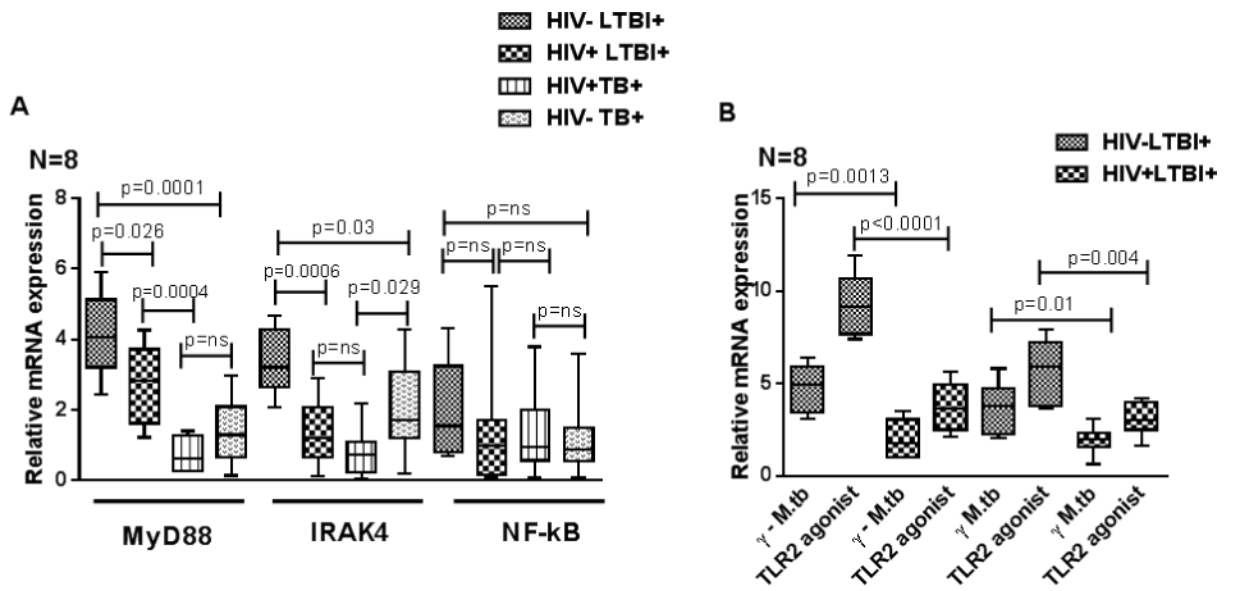 HIV- LTBI+
HIV+ LTBI+
HIV+TB+
HIV- TB+
A
N=8
Relative mRNA expression
8
6
4
2
0
p=0.0001
p=0.026
p=0.0004
p=ns
p=0.03
p=0.0006
p=0.029
p=ns
p=ns
p=ns
p=ns
p=ns
MyD88
IRAK4
NF-kB
B
HIV-LTBI+
HIV+LTBI+
N=8
Relative mRNA expression
15
10
5
0
p=0.0013
p<0.0001
p=0.004
p=0.01
γ - M.tb
TLR2 agonist
γ - M.tb
TLR2 agonist
γ M.tb
TLR2 agonist
γ M.tb
TLR2 agonist